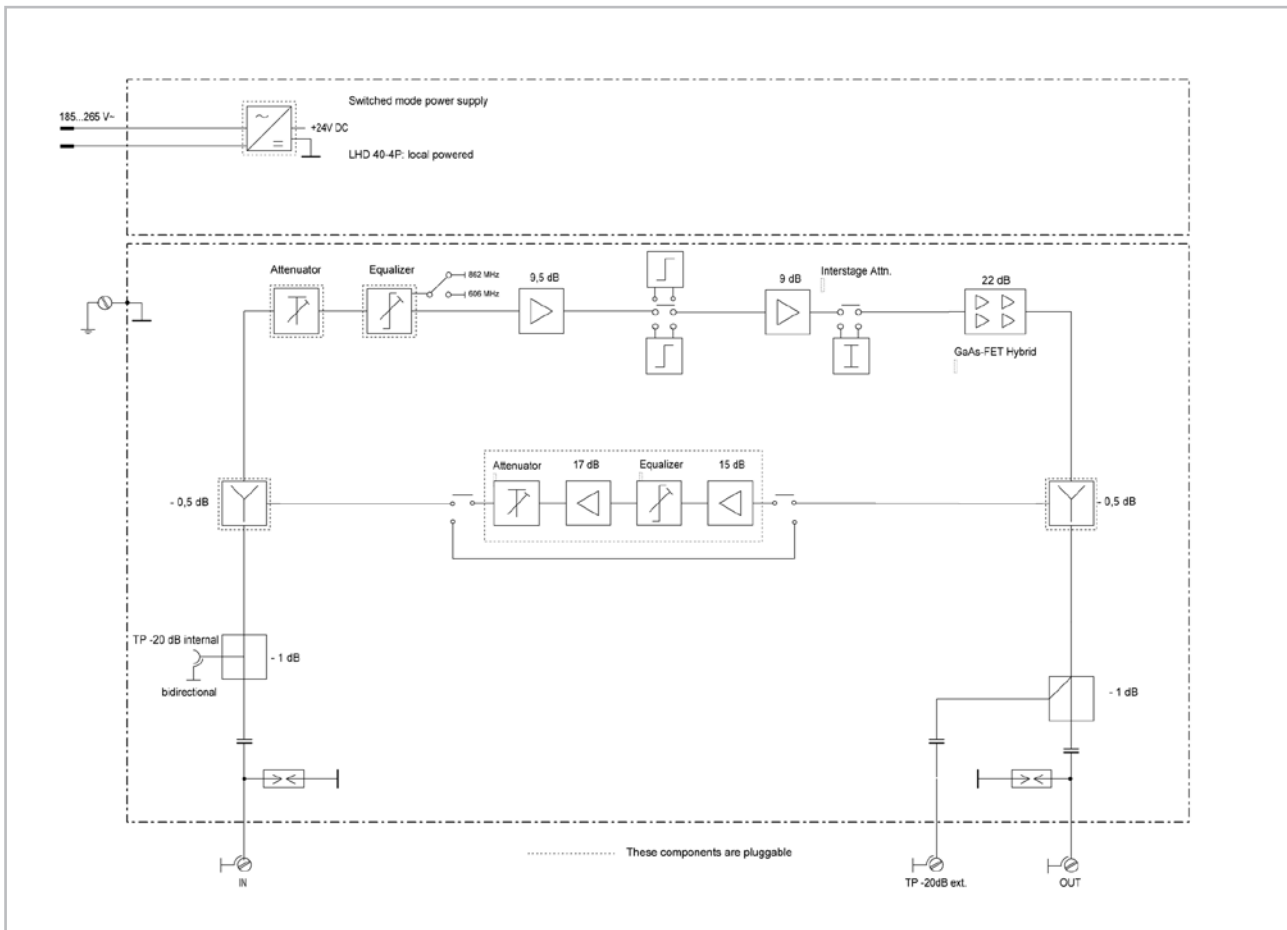 Switched mode power supply
185...265 V~
+24V DC
LHD 40-4P: local powered
Attenuator
Equalizer
862 MHz
606 MHz
9,5 dB
9 dB
Interstage Attn.
22 dB
GaAs-FET Hybrid
Attenuator
17 dB
Equalizer
15 dB
- 0,5 dB
- 0,5 dB
TP -20 dB internal
- 1 dB
bidirectional
- 1 dB
These components are pluggable
IN
TP -20dB ext.
OUT